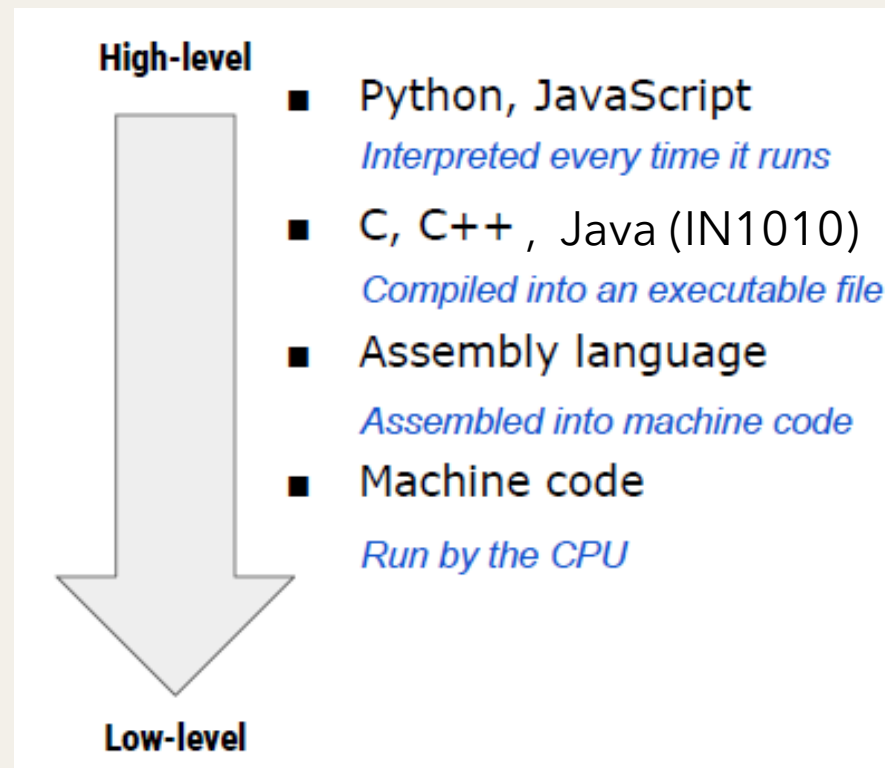 High-level
▪ Python, JavaScript
Interpreted every time it runs
▪ C, C++ , Java (IN1010)
Compiled into an executable file
▪ Assembly language
Assembled into machine code
▪ Machine code
Run by the CPU
Low-level